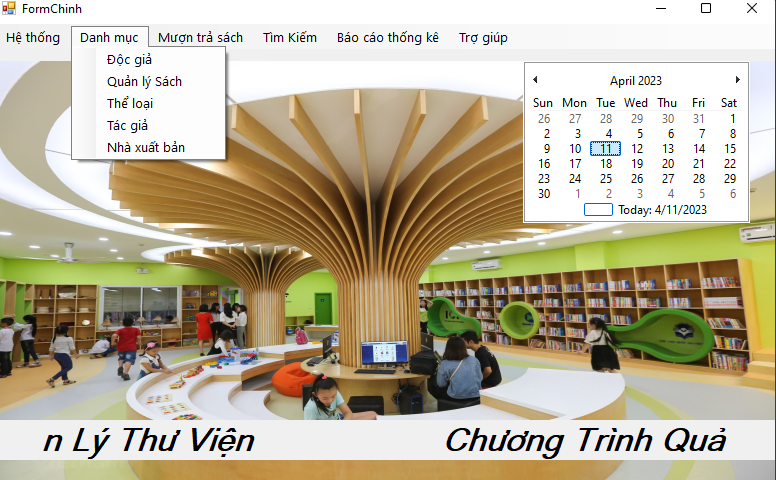 FormChinh
Hệ thống Danh mục Mượn trả sách Tìm Kiếm Báo cáo thống kê Trợ giúp
Độc giả
Quản lý Sách
Thể loại
Tác giả
Nhà xuất bản
April 2023
Sun Mon Tue Wed Thu Fri Sat
26 27 28 29 30 31 1
2 3 4 5 6 7 8
9 10 11 12 13 14 15
16 17 18 19 20 21 22
23 24 25 26 27 28 29
30 1 2 3 4 5 6
Today: 4/11/2023
n Lý Thư Viện Chương Trình Quả